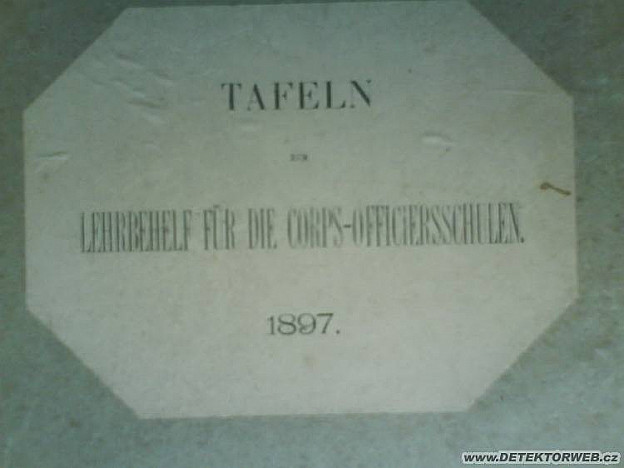 TAFELN
LEHRBEHELF FÜR DIE CORPS-OFFICIERSSCHULEN.
1897.
www.DETEKTORWEB.cz